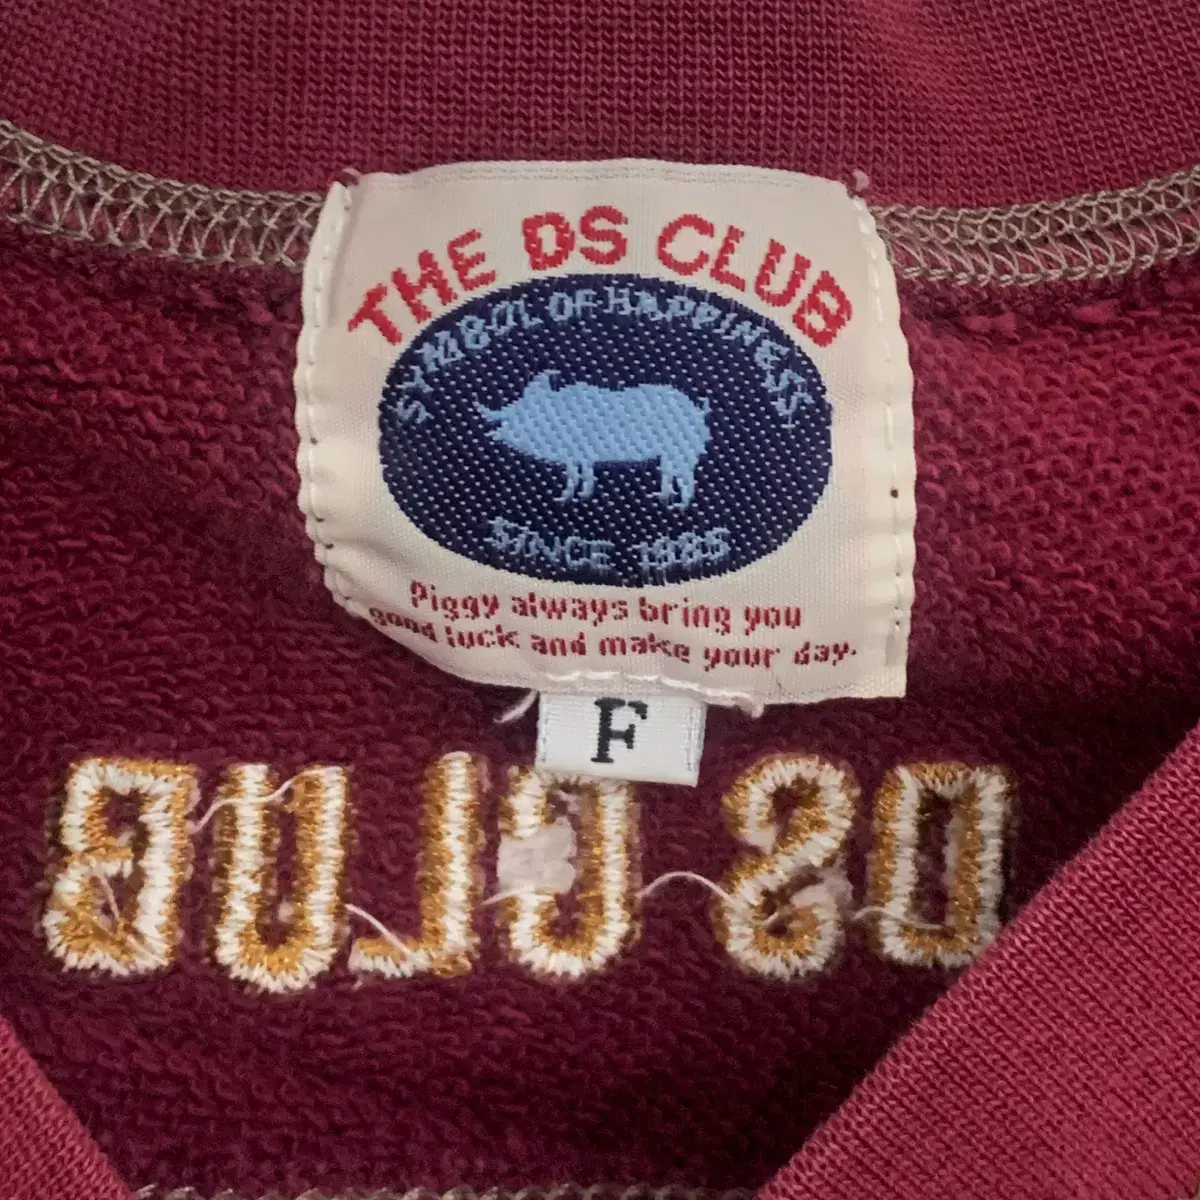 THE DS CLUB
SYMBOL OF HAPPINESS
SINCE 1885
Piggy always bring you
good luck and make your day.
F
DS CLUB